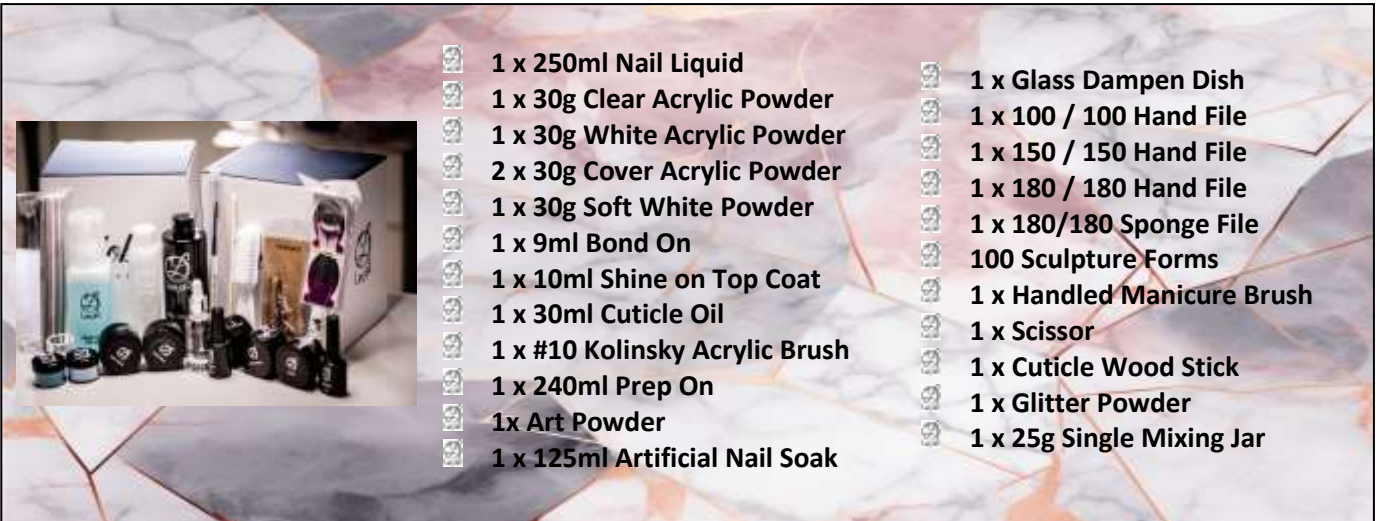 1 x 250ml Nail Liquid
1 x 30g Clear Acrylic Powder
1 x 30g White Acrylic Powder
2 x 30g Cover Acrylic Powder
1 x 30g Soft White Powder
1 x 9ml Bond On
1 x 10ml Shine on Top Coat
1 x 30ml Cuticle Oil
1 x #10 Kolinsky Acrylic Brush
1 x 240ml Prep On
1x Art Powder
1 x 125ml Artificial Nail Soak
1 x Glass Dampen Dish
1 x 100 / 100 Hand File
1 x 150 / 150 Hand File
1 x 180 / 180 Hand File
1 x 180/180 Sponge File
100 Sculpture Forms
1 x Handled Manicure Brush
1 x Scissor
1 x Cuticle Wood Stick
1 x Glitter Powder
1 x 25g Single Mixing Jar